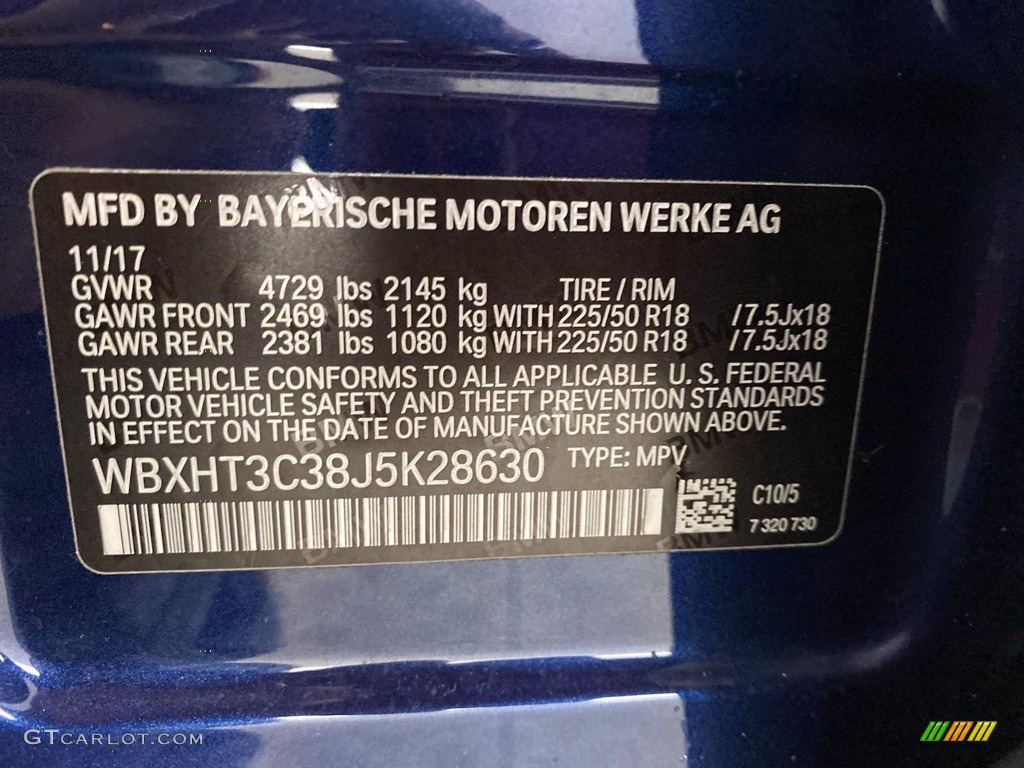 MFD BY BAYERISCHE MOTOREN WERKE AG
11/17
GVWR 4729 lbs 2145 kg TIRE / RIM
GAWR FRONT 2469 lbs 1120 kg WITH 225/50 R18 /7.5Jx18
GAWR REAR 2381 lbs 1080 kg WITH 225/50 R18 /7.5Jx18
THIS VEHICLE CONFORMS TO ALL APPLICABLE U. S. FEDERAL
MOTOR VEHICLE SAFETY AND THEFT PREVENTION STANDARDS
IN EFFECT ON THE DATE OF MANUFACTURE SHOWN ABOVE.
WBXHT3C38J5K28630 TYPE: MPV
C10/5
7 320 730
GTCARLOT.COM